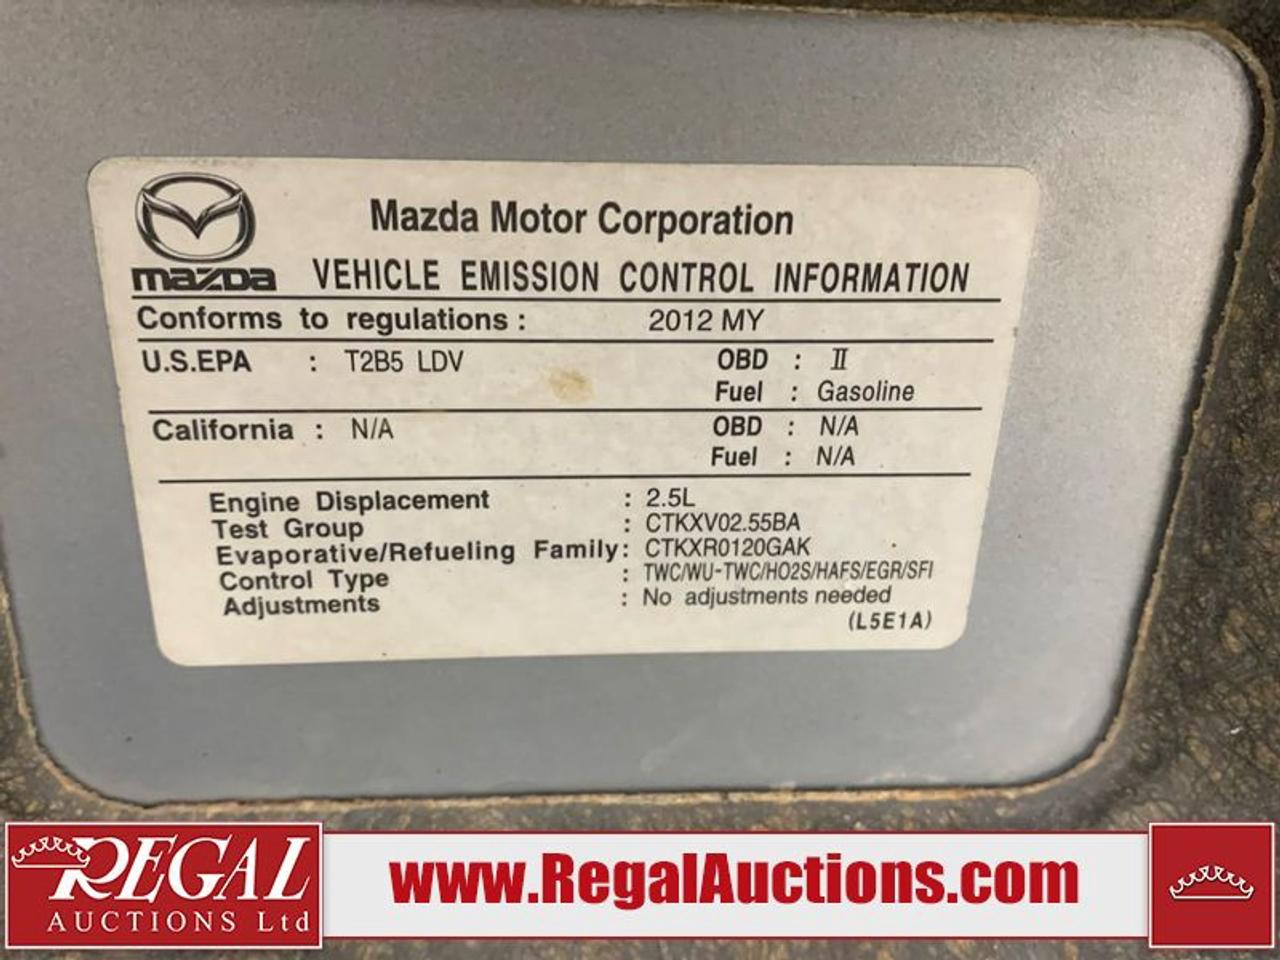 Mazda Motor Corporation
mazda VEHICLE EMISSION CONTROL INFORMATION
Conforms to regulations : 2012 MY
U.S.EPA : T2B5 LDV OBD : II
Fuel : Gasoline
California : N/A OBD : N/A
Fuel : N/A
Engine Displacement : 2.5L
Test Group : CTKXV02.55BA
Evaporative/Refueling Family : CTKXR0120GAK
Control Type : TWC/WU-TWC/HO2S/HAFS/EGR/SFI
Adjustments : No adjustments needed
(L5E1A)
REGAL
AUCTIONS Ltd
www.RegalAuctions.com